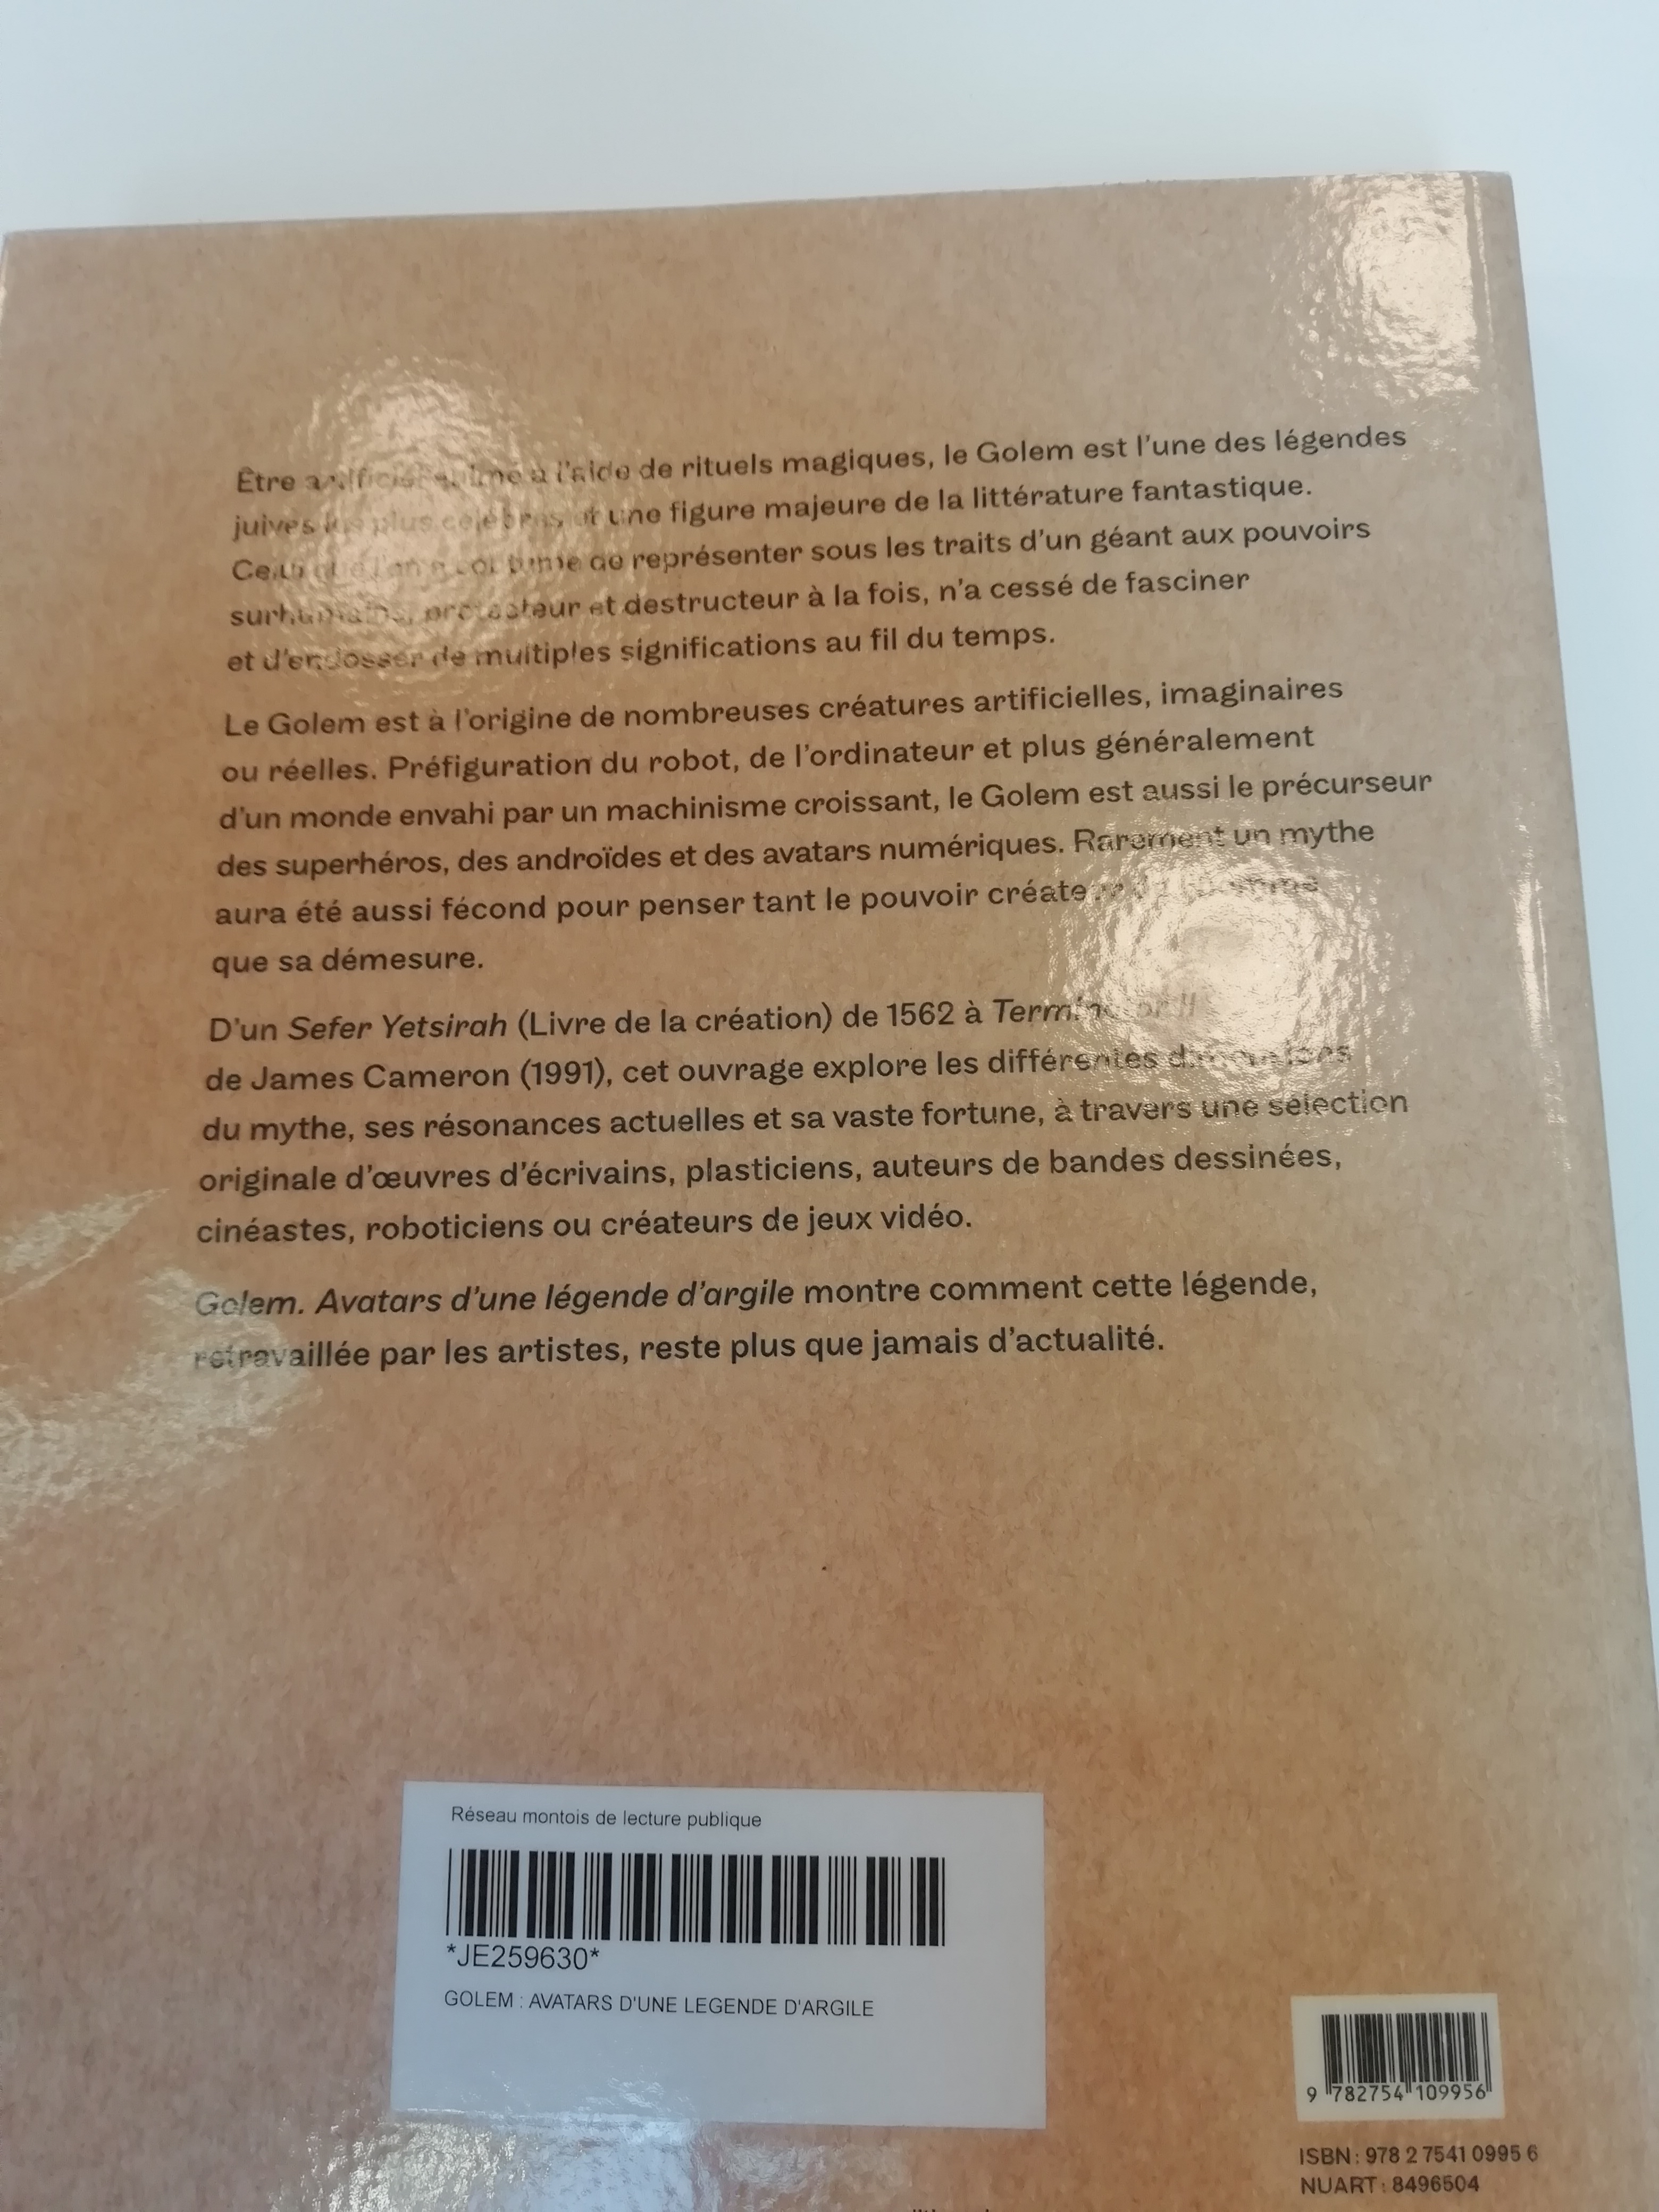 Être artificiel animé à l'aide de rituels magiques, le Golem est l'une des légendes
juives les plus célèbres et une figure majeure de la littérature fantastique.
Celui que l'on a coutume de représenter sous les traits d'un géant aux pouvoirs
surhumains, protecteur et destructeur à la fois, n'a cessé de fasciner
et d'endosser de multiples significations au fil du temps.
Le Golem est à l'origine de nombreuses créatures artificielles, imaginaires
ou réelles. Préfiguration du robot, de l'ordinateur et plus généralement
d'un monde envahi par un machinisme croissant, le Golem est aussi le précurseur
des superhéros, des androïdes et des avatars numériques. Rarement un mythe
aura été aussi fécond pour penser tant le pouvoir créateur
que sa démesure.
D'un Sefer Yetsirah (Livre de la création) de 1562 à Terminator II
de James Cameron (1991), cet ouvrage explore les différentes
du mythe, ses résonances actuelles et sa vaste fortune, à travers une sélection
originale d'œuvres d'écrivains, plasticiens, auteurs de bandes dessinées,
cinéastes, roboticiens ou créateurs de jeux vidéo.
Golem. Avatars d'une légende d'argile montre comment cette légende,
retravaillée par les artistes, reste plus que jamais d'actualité.
Réseau montois de lecture publique
*JE259630*
GOLEM : AVATARS D'UNE LEGENDE D'ARGILE
9 782754 109956
ISBN : 978 2 7541 0995 6
NUART : 8496504